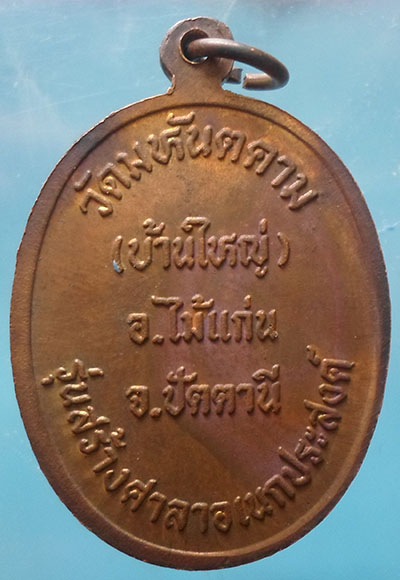 วัดมหันตคาม
(บ้านใหญ่)
อ.ไม้แก่น
จ.ปัตตานี
รุ่นสร้างศาลาอเนกประสงค์